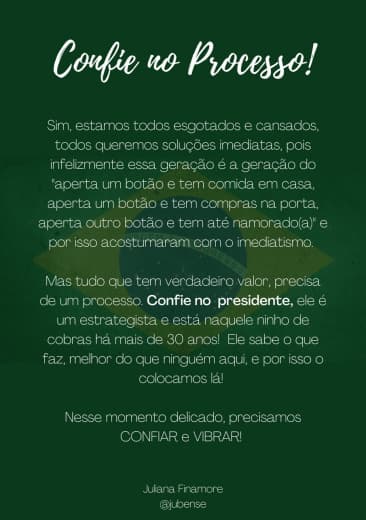 Confie no Processo!
Sim, estamos todos esgotados e cansados,
todos queremos soluções imediatas, pois
infelizmente essa geração é a geração do
"aperta um botão e tem comida em casa,
aperta um botão e tem compras na porta,
aperta outro botão e tem até namorado(a)" e
por isso acostumaram com o imediatismo.
Mas tudo que tem verdadeiro valor, precisa
de um processo. Confie no presidente, ele é
um estrategista e está naquele ninho de
cobras há mais de 30 anos! Ele sabe o que
faz, melhor do que ninguém aqui, e por isso o
colocamos lá!
Nesse momento delicado, precisamos
CONFIAR e VIBRAR!
Juliana Finamore
@jubense